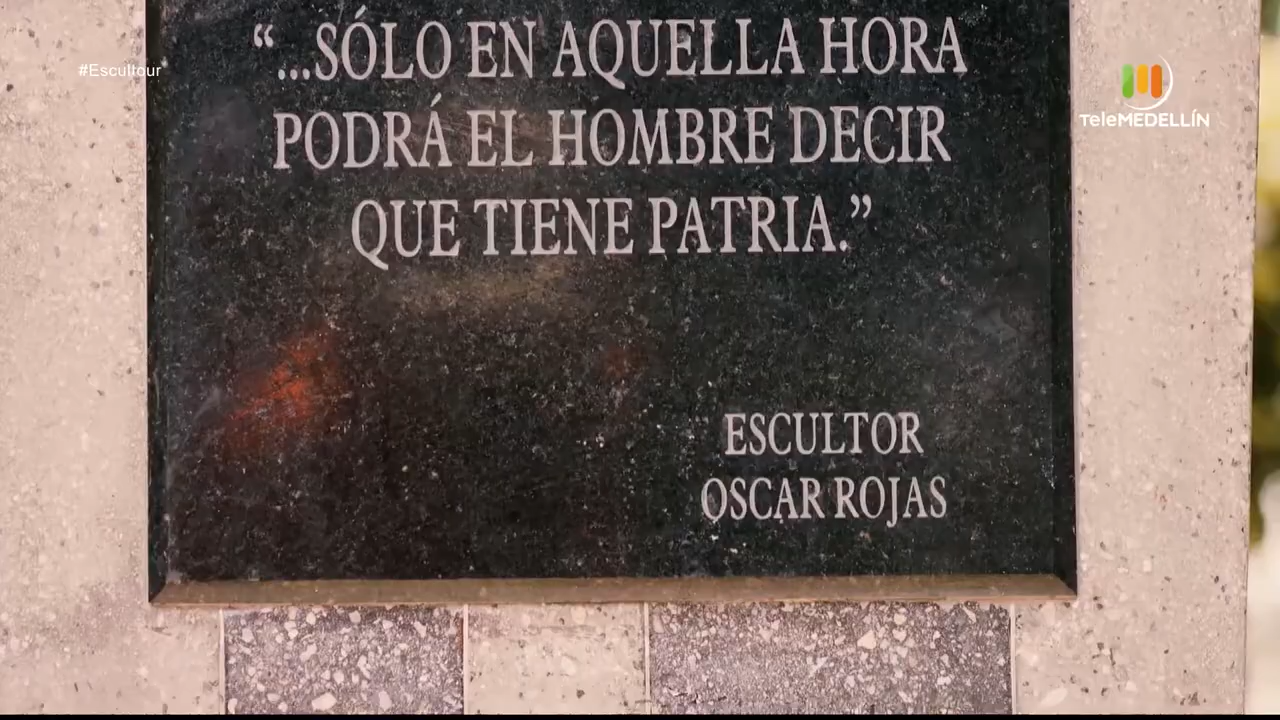 #Escultour
TeleMEDELLÍN
“...SÓLO EN AQUELLA HORA
PODRÁ EL HOMBRE DECIR
QUE TIENE PATRIA.”
ESCULTOR
OSCAR ROJAS